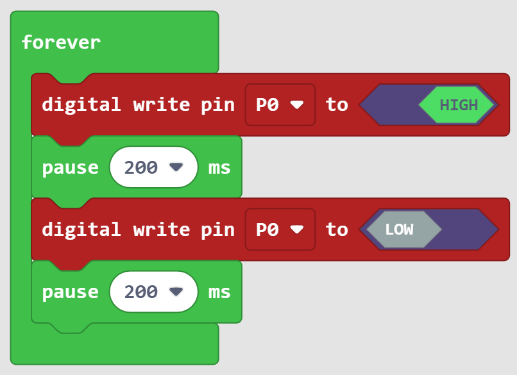 forever
digital write pin P0 to HIGH
pause 200 ms
digital write pin P0 to LOW
pause 200 ms